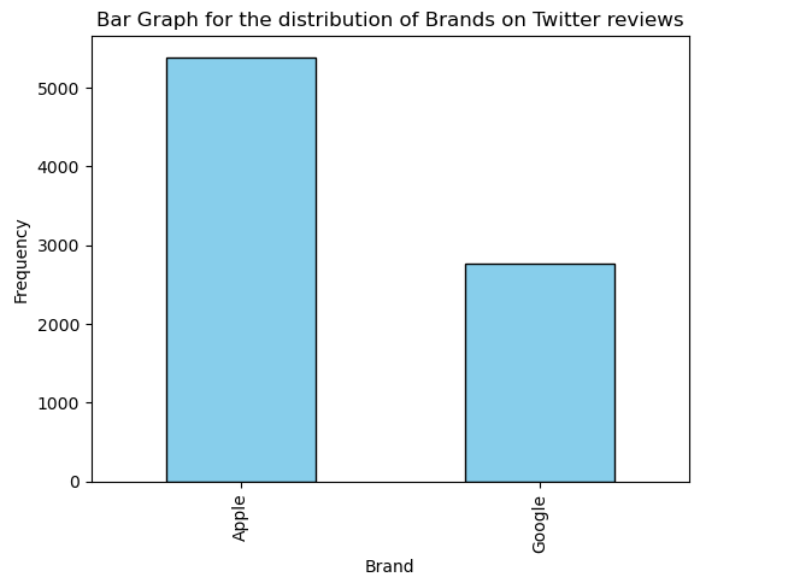 Bar Graph for the distribution of Brands on Twitter reviews
5000
4000
3000
2000
1000
0
Frequency
Apple
Google
Brand